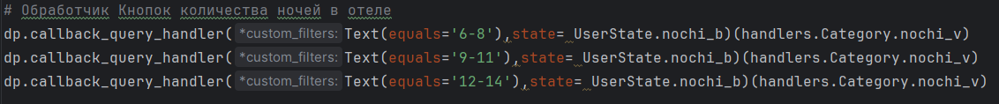 # Обработчик Кнопок количества ночей в отеле
dp.callback_query_handler(*custom_filters: Text(equals='6-8'),state= UserState.nochi_b)(handlers.Category.nochi_v)
dp.callback_query_handler(*custom_filters: Text(equals='9-11'),state= UserState.nochi_b)(handlers.Category.nochi_v)
dp.callback_query_handler(*custom_filters: Text(equals='12-14'),state= UserState.nochi_b)(handlers.Category.nochi_v)